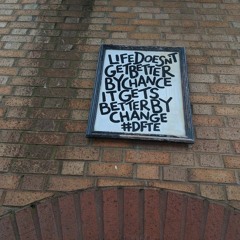 LIFE DOESN'T
GET BETTER
BY CHANCE
IT GETS
BETTER BY
CHANGE
#DFTE